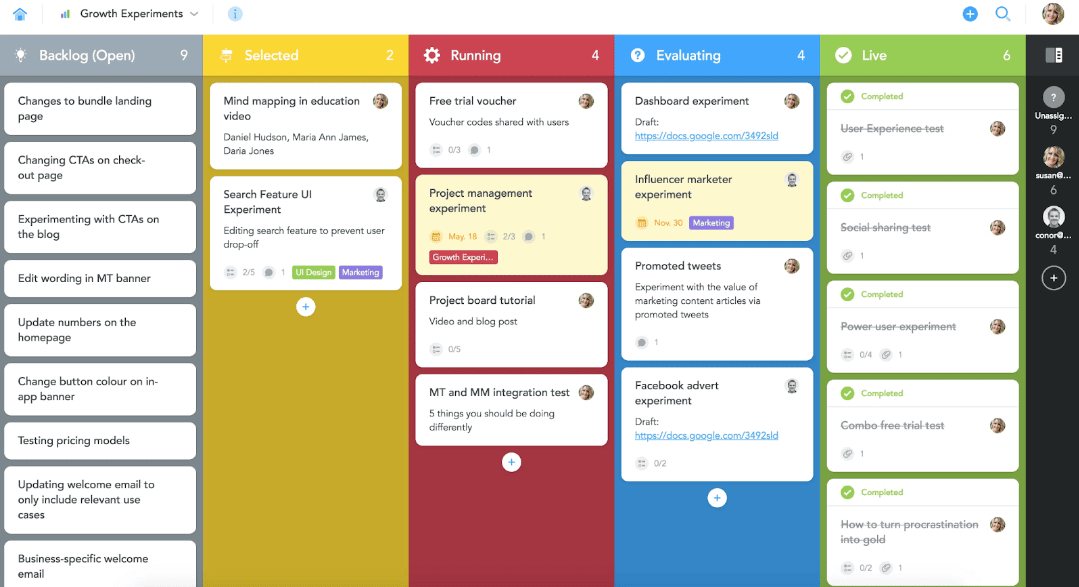 Growth Experiments
i
Backlog (Open) 9
Changes to bundle landing
page
Changing CTAs on check-
out page
Experimenting with CTAs on
the blog
Edit wording in MT banner
Update numbers on the
homepage
Change button colour on in-
app banner
Testing pricing models
Updating welcome email to
only include relevant use
cases
Business-specific welcome
email
Selected 2
Mind mapping in education
video
Daniel Hudson, Maria Ann James,
Daria Jones
Search Feature UI
Experiment
Editing search feature to prevent user
drop-off
2/5 1 UI Design Marketing
+
Running 4
Free trial voucher
Voucher codes shared with users
0/3 1
Project management
experiment
May. 18 2/3 1
Growth Experi...
Project board tutorial
Video and blog post
0/5
MT and MM integration test
5 things you should be doing
differently
+
? Evaluating 4
Dashboard experiment
Draft:
https://docs.google.com/3492sld
Influencer marketer
experiment
Nov. 30 Marketing
Promoted tweets
Experiment with the value of
marketing content articles via
promoted tweets
1
Facebook advert
experiment
Draft:
https://docs.google.com/3492sld
0/2
+
Live 6
Completed
User Experience test
1
Completed
Social sharing test
1
Completed
Power user experiment
0/4 1
Completed
Combo free trial test
1
Completed
How to turn procrastination
into gold
0/2 1
?
Unassig...
9
susan@...
6
conor@...
4
+